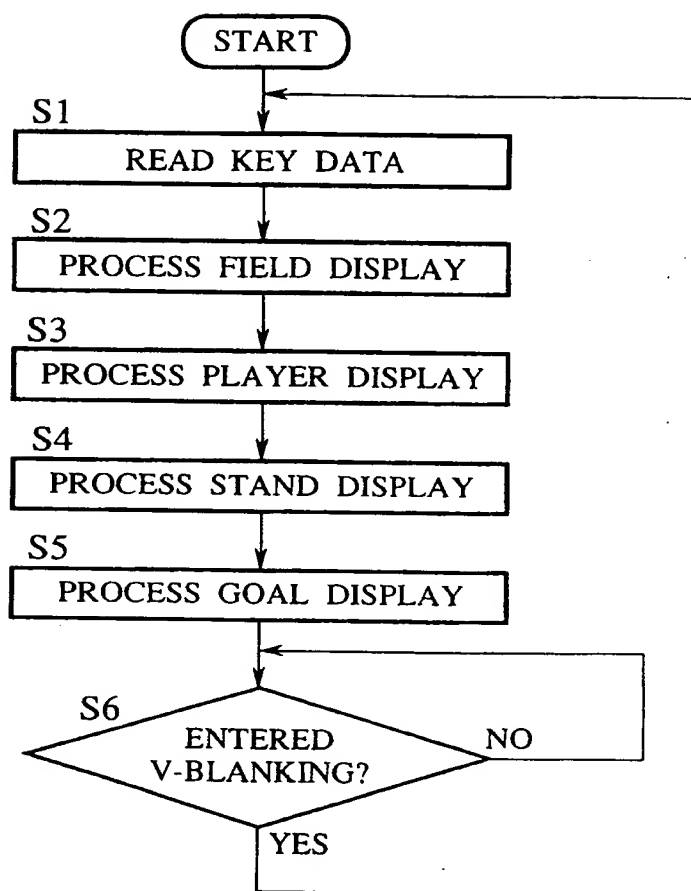 START
S1
READ KEY DATA
S2
PROCESS FIELD DISPLAY
S3
PROCESS PLAYER DISPLAY
S4
PROCESS STAND DISPLAY
S5
PROCESS GOAL DISPLAY
S6
ENTERED
V-BLANKING?
NO
YES